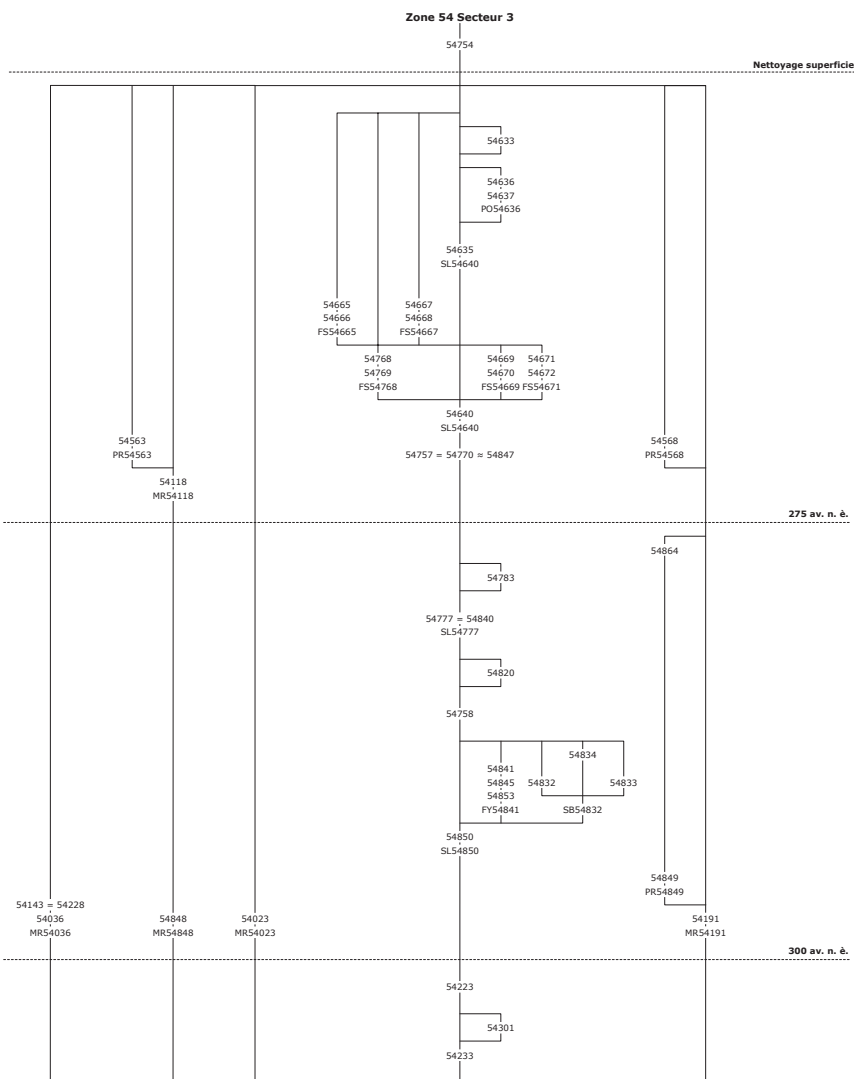 Zone 54 Secteur 3
54754
Nettoyage superficie
54633
54636
54637
PO54636
54635
SL54640
54665 54667
54666 54668
FS54665 FS54667
54768 54669 54671
54769 54670 54672
FS54768 FS54669 FS54671
54640
SL54640
54563 54568
PR54563 54757 = 54770 ≈ 54847 PR54568
54118
MR54118
275 av. n. è.
54864
54783
54777 = 54840
SL54777
54820
54758
54834
54841
54845 54832 54833
54853
FY54841 SB54832
54850
SL54850
54849
PR54849
54143 = 54228
54036 54848 54023 54191
MR54036 MR54848 MR54023 MR54191
300 av. n. è.
54223
54301
54233